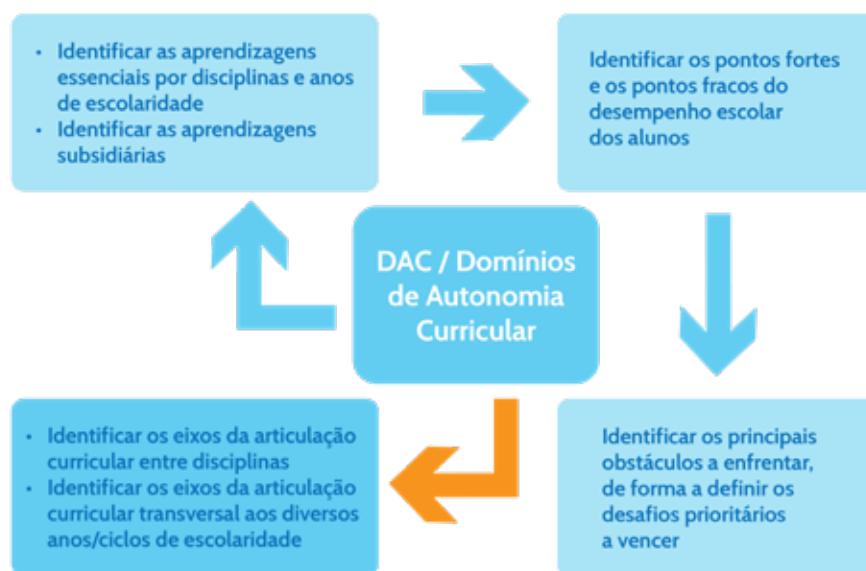 • Identificar as aprendizagens
essenciais por disciplinas e anos
de escolaridade
• Identificar as aprendizagens
subsidiárias
Identificar os pontos fortes
e os pontos fracos do
desempenho escolar
dos alunos
DAC / Domínios
de Autonomia
Curricular
• Identificar os eixos da articulação
curricular entre disciplinas
• Identificar os eixos da articulação
curricular transversal aos diversos
anos/ciclos de escolaridade
Identificar os principais
obstáculos a enfrentar,
de forma a definir os
desafios prioritários
a vencer